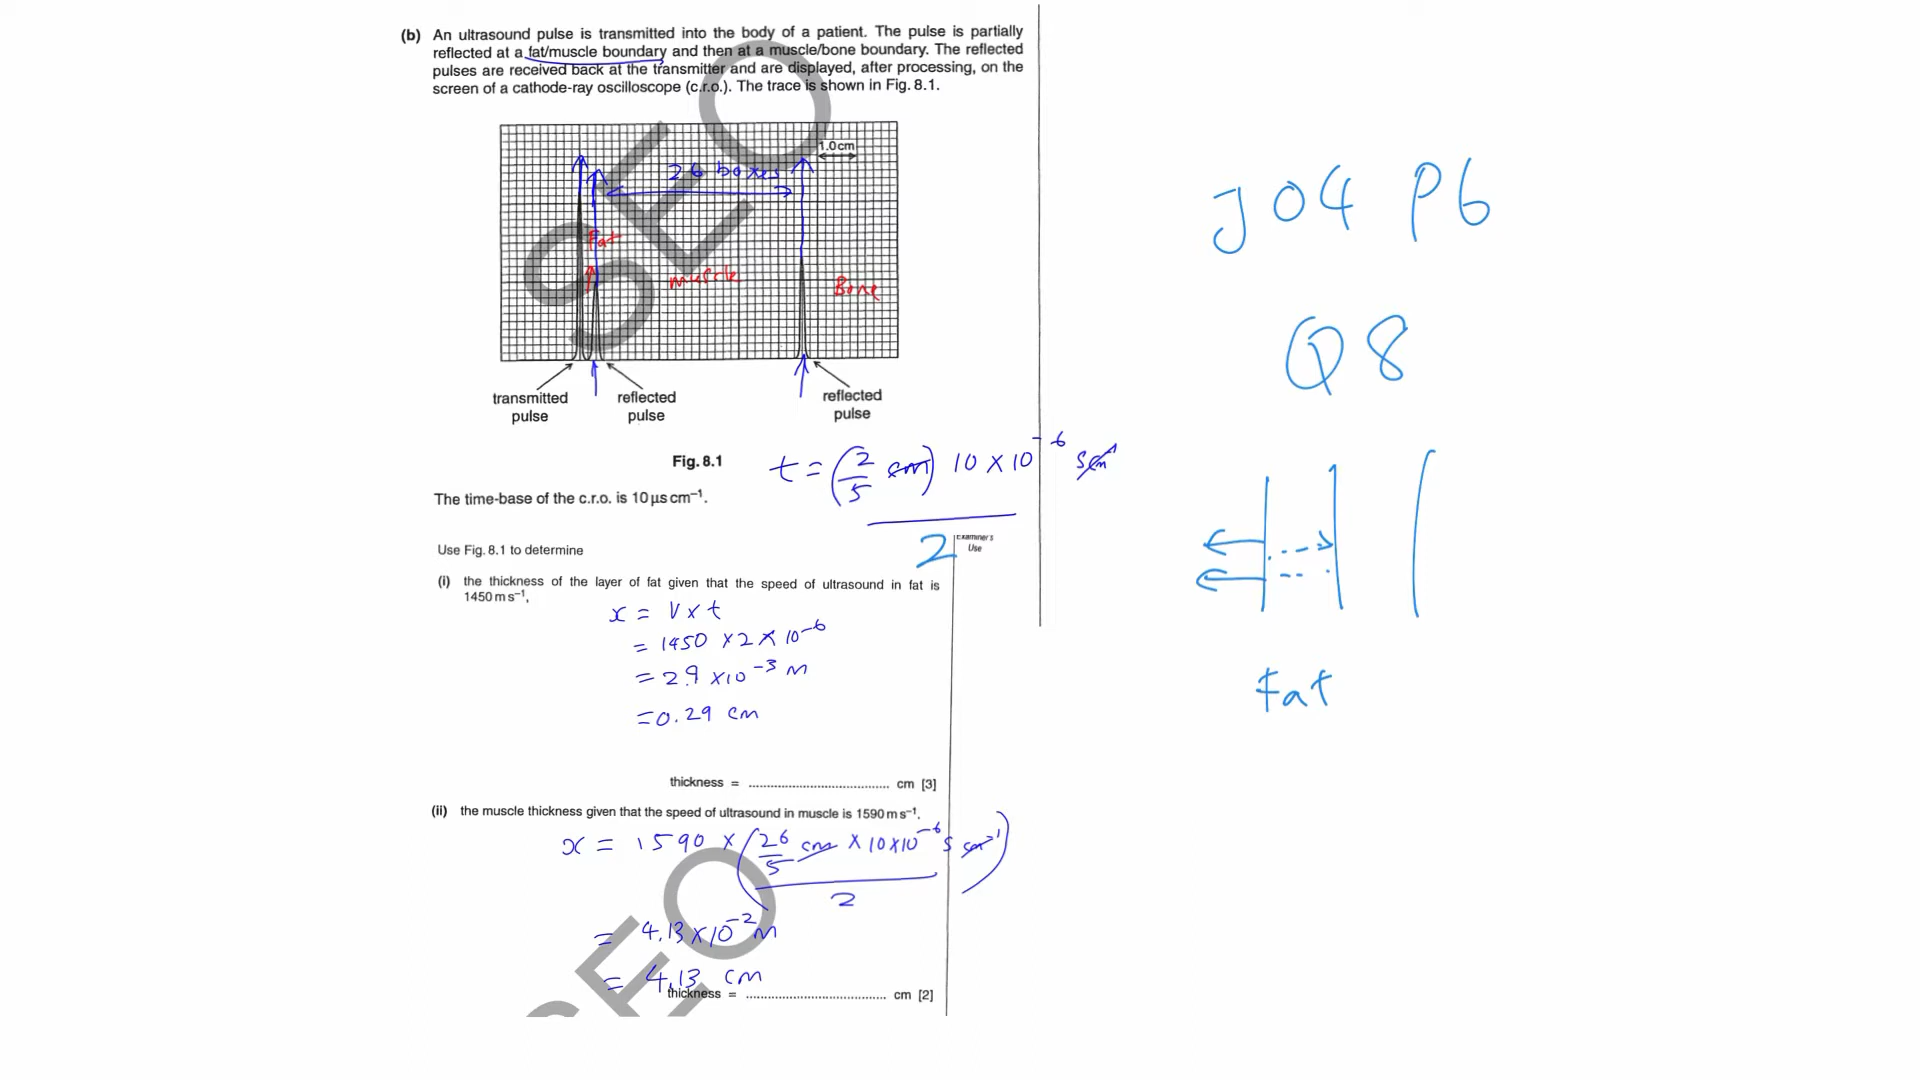 (b) An ultrasound pulse is transmitted into the body of a patient. The pulse is partially
reflected at a fat/muscle boundary and then at a muscle/bone boundary. The reflected
pulses are received back at the transmitter and are displayed, after processing, on the
screen of a cathode-ray oscilloscope (c.r.o.). The trace is shown in Fig. 8.1.
1.0 cm
26 boxes
Fat
muscle
Bone
transmitted
pulse
reflected
pulse
reflected
pulse
Fig. 8.1
t = (2/5 cm) 10 × 10⁻⁶ s cm⁻¹
2
The time-base of the c.r.o. is 10 µs cm⁻¹.
Examiner's
Use
Use Fig. 8.1 to determine
(i) the thickness of the layer of fat given that the speed of ultrasound in fat is
1450 m s⁻¹,
x = V × t
= 1450 × 2 × 10⁻⁶
= 2.9 × 10⁻³ m
= 0.29 cm
thickness = ........................................ cm [3]
(ii) the muscle thickness given that the speed of ultrasound in muscle is 1590 m s⁻¹.
x = 1590 × (26/5 cm × 10×10⁻⁶ s cm⁻¹)
2
= 4.13 × 10⁻² m
= 4.13 cm
thickness = ........................................ cm [2]
SEO
SEO
J04 P6
Q8
Fat